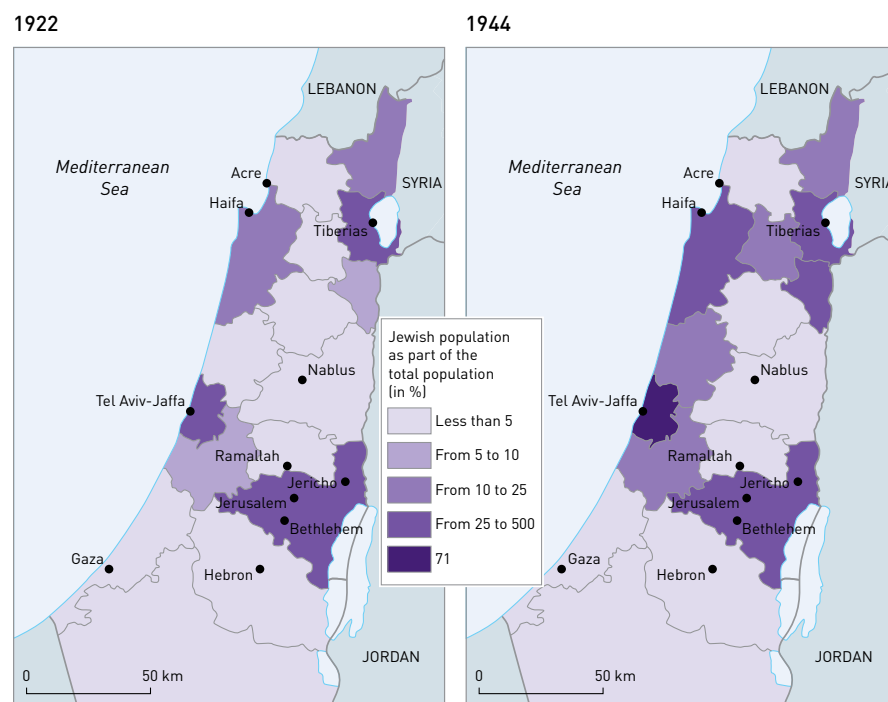 1922
LEBANON
Mediterranean
Sea
Acre
SYRIA
Haifa
Tiberias
Nablus
Tel Aviv-Jaffa
Ramallah
Jericho
Jerusalem
Bethlehem
Gaza
Hebron
JORDAN
0 50 km
Jewish population
as part of the
total population
(in %)
Less than 5
From 5 to 10
From 10 to 25
From 25 to 500
71
1944
LEBANON
Mediterranean
Sea
Acre
SYRIA
Haifa
Tiberias
Nablus
Tel Aviv-Jaffa
Ramallah
Jericho
Jerusalem
Bethlehem
Gaza
Hebron
JORDAN
0 50 km